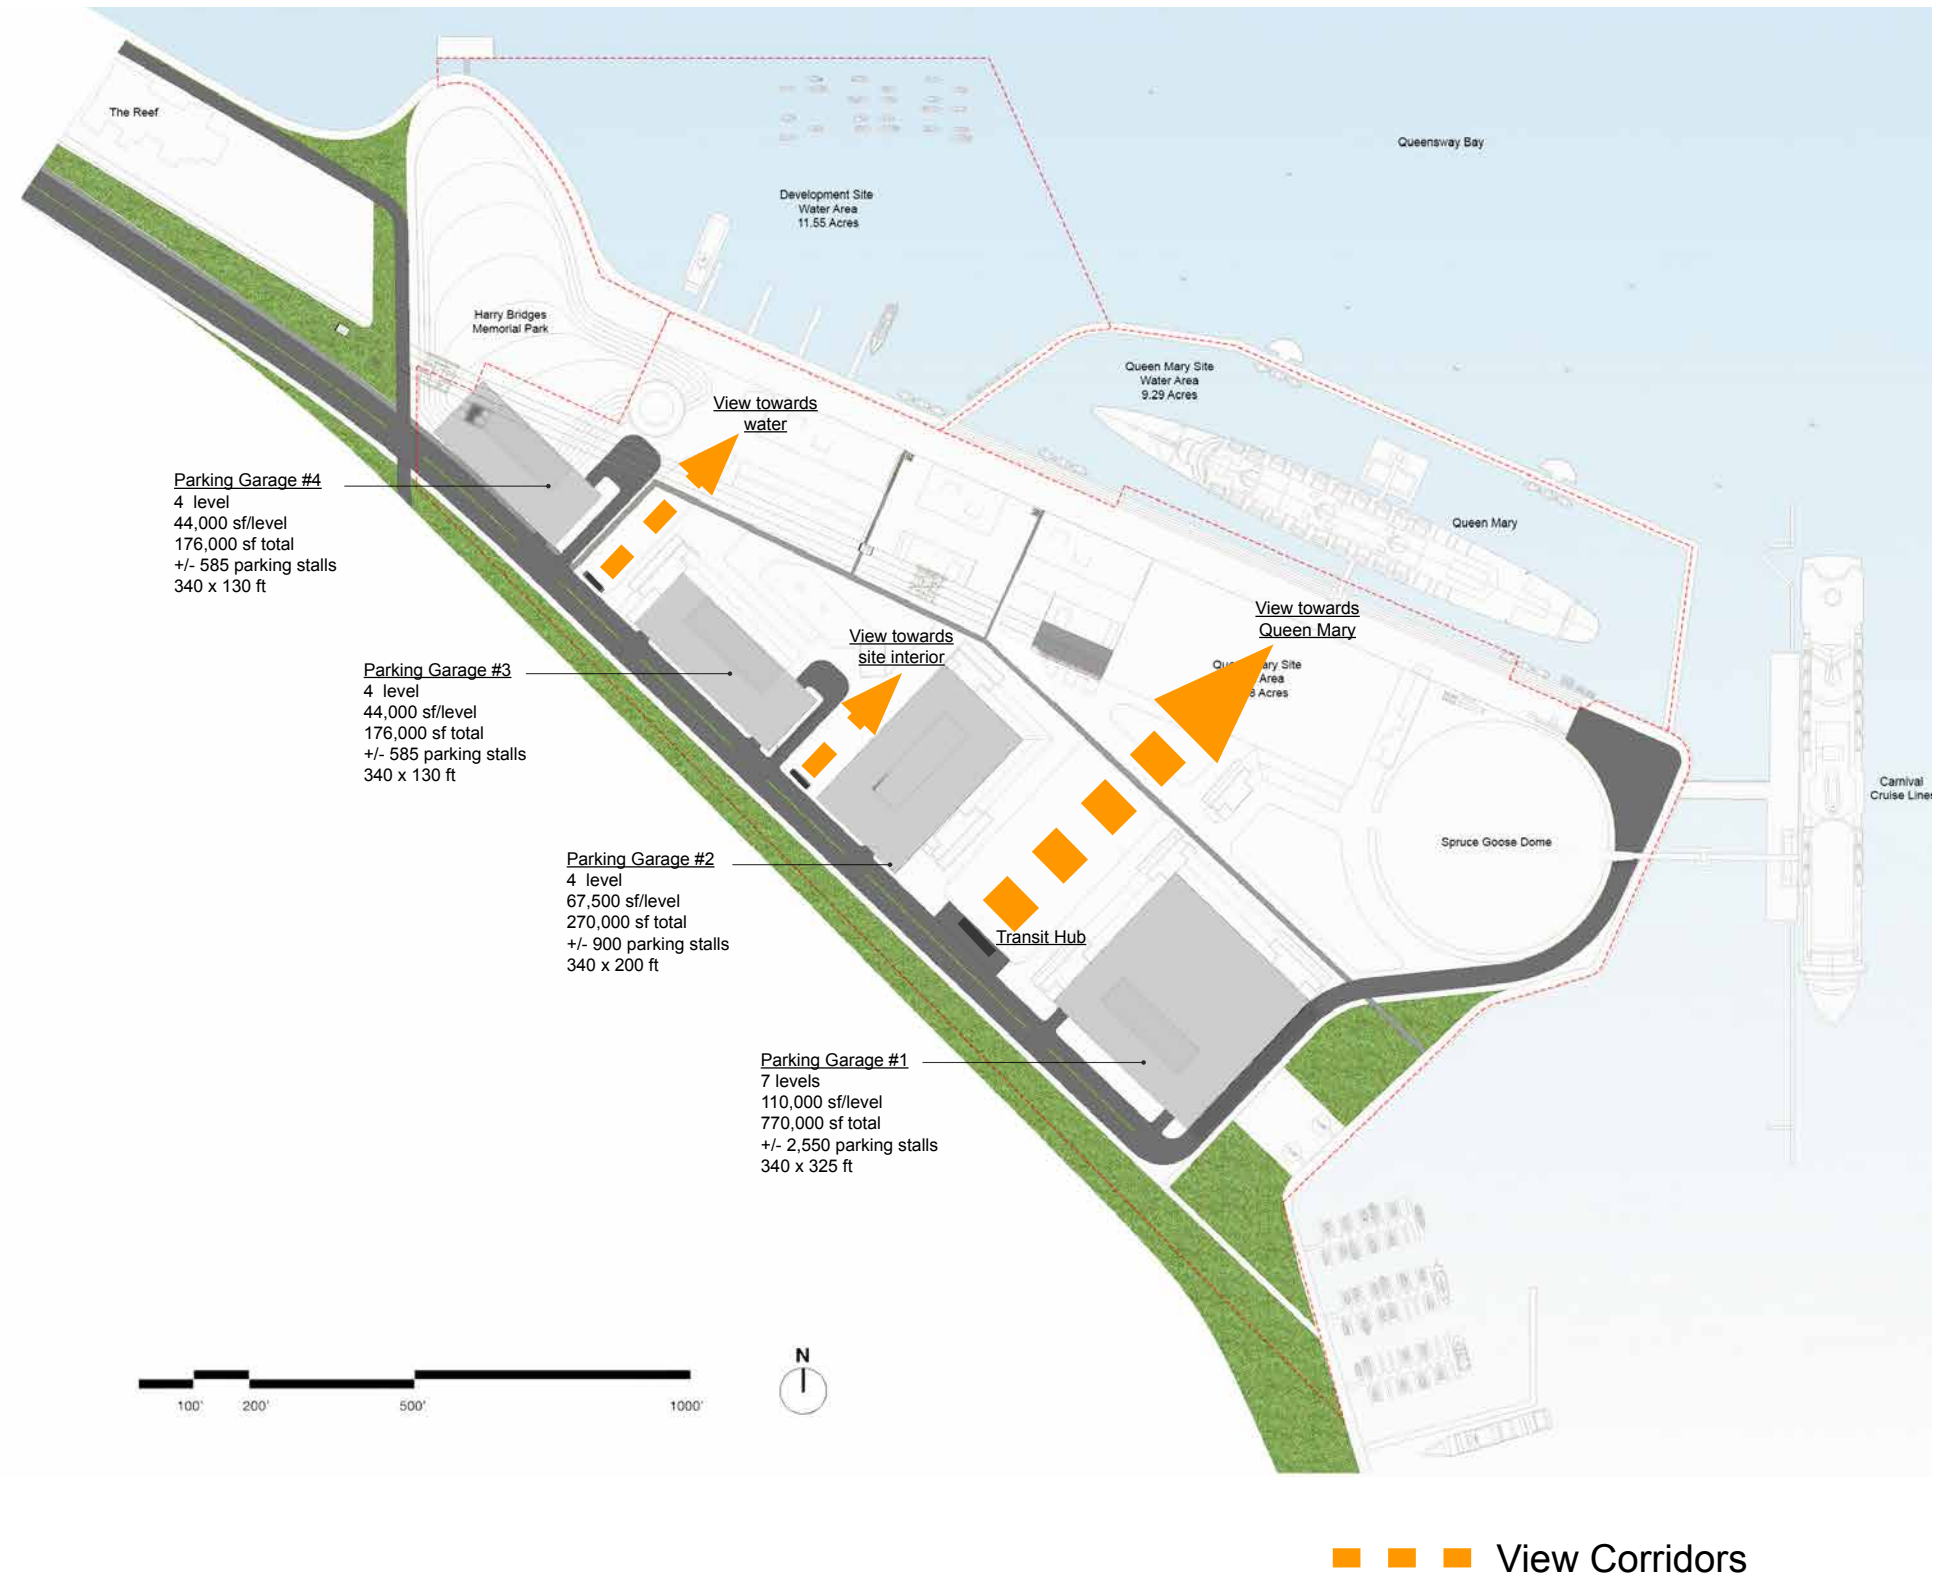 The Reef
Queensway Bay
Development Site
Water Area
11.55 Acres
Harry Bridges
Memorial Park
Queen Mary Site
Water Area
9.29 Acres
View towards
water
Parking Garage #4
4 level
44,000 sf/level
176,000 sf total
+/- 585 parking stalls
340 x 130 ft
Queen Mary
View towards
Queen Mary
View towards
site interior
Parking Garage #3
4 level
44,000 sf/level
176,000 sf total
+/- 585 parking stalls
340 x 130 ft
Site
Area
Acres
Carnival
Cruise Lines
Spruce Goose Dome
Parking Garage #2
4 level
67,500 sf/level
270,000 sf total
+/- 900 parking stalls
340 x 200 ft
Transit Hub
Parking Garage #1
7 levels
110,000 sf/level
770,000 sf total
+/- 2,550 parking stalls
340 x 325 ft
N
100' 200' 500' 1000'
View Corridors